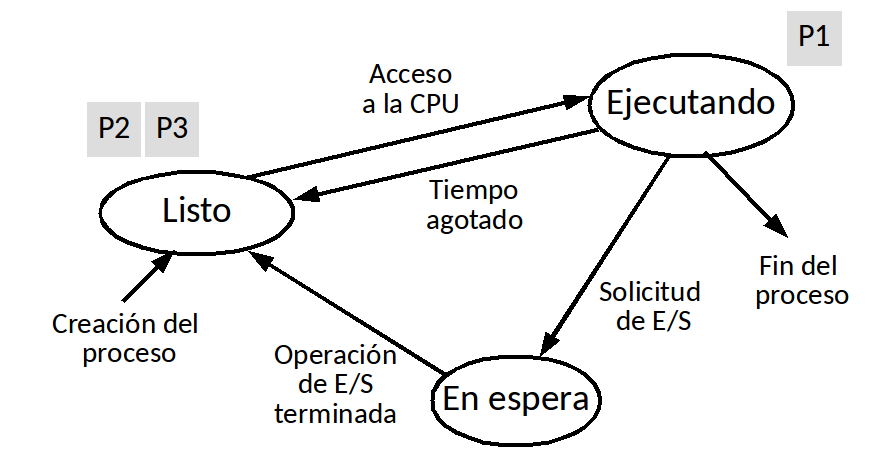 P1
Acceso
a la CPU
Ejecutando
P2 P3
Tiempo
agotado
Listo
Fin del
proceso
Solicitud
de E/S
Creación del
proceso
Operación
de E/S
terminada
En espera